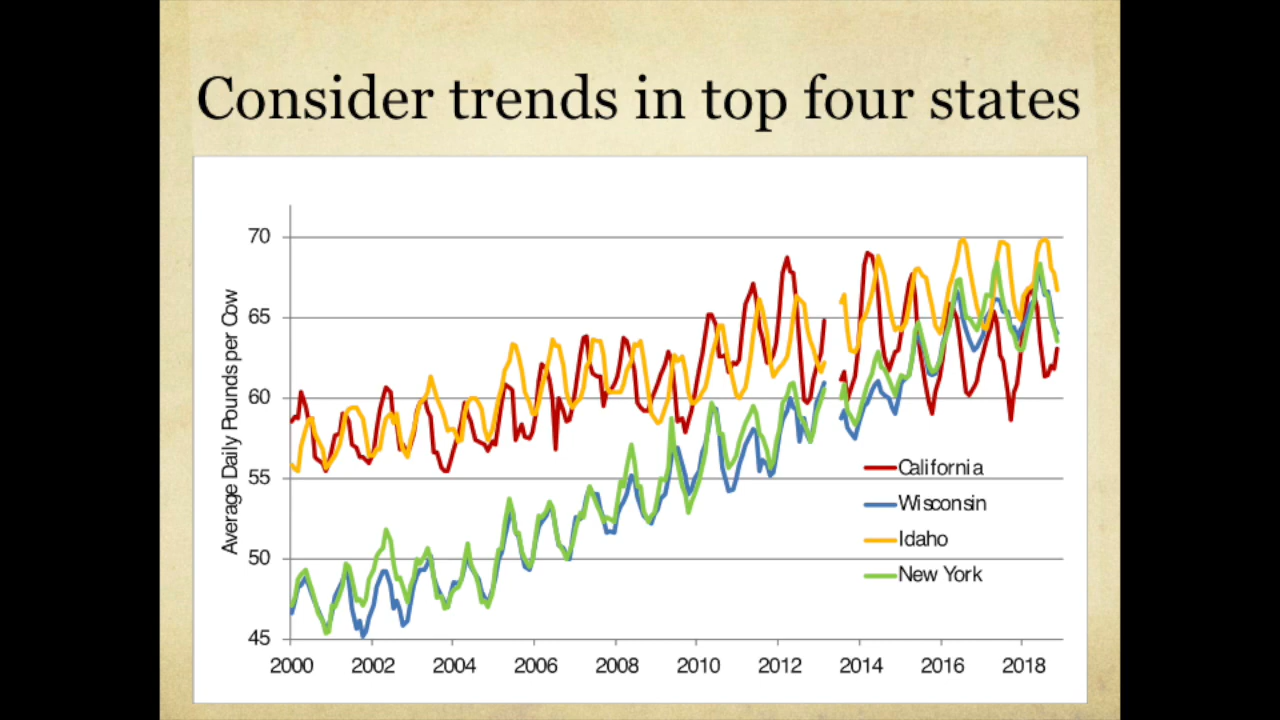 Consider trends in top four states
Average Daily Pounds per Cow
70
65
60
55
50
45
2000 2002 2004 2006 2008 2010 2012 2014 2016 2018
California
Wisconsin
Idaho
New York